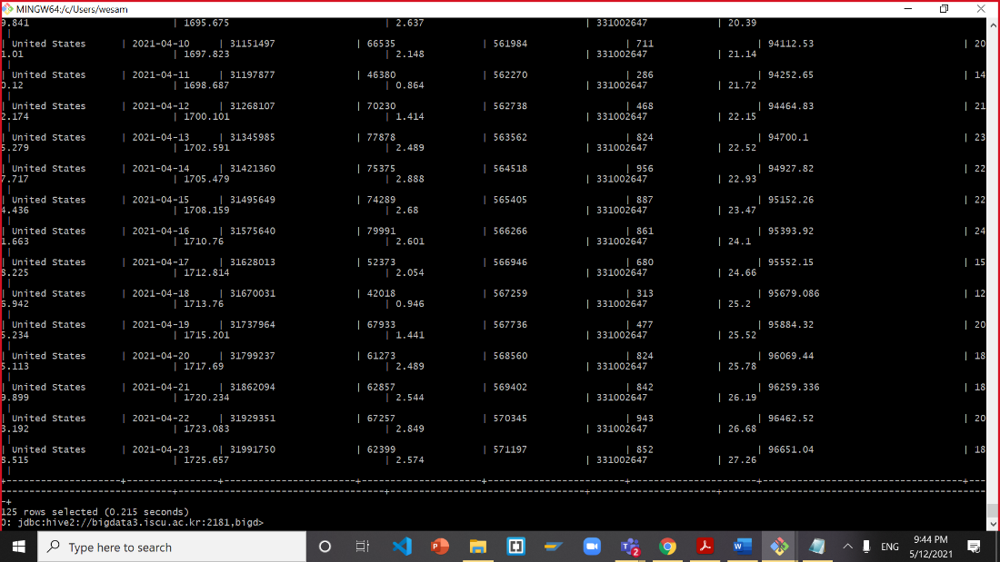 MINGW64:/c/Users/wesam
9.841 | 1695.675 | 2.637 | 331002647 | 20.39
|
| United States | 2021-04-10 | 31151497 | 66535 | 561984 | 711 | 94112.53 | 20
1.01 | 1697.823 | 2.148 | 331002647 | 21.14
|
| United States | 2021-04-11 | 31197877 | 46380 | 562270 | 286 | 94252.65 | 14
0.12 | 1698.687 | 0.864 | 331002647 | 21.72
|
| United States | 2021-04-12 | 31268107 | 70230 | 562738 | 468 | 94464.83 | 21
2.174 | 1700.101 | 1.414 | 331002647 | 22.15
|
| United States | 2021-04-13 | 31345985 | 77878 | 563562 | 824 | 94700.1 | 23
5.279 | 1702.591 | 2.489 | 331002647 | 22.52
|
| United States | 2021-04-14 | 31421360 | 75375 | 564518 | 956 | 94927.82 | 22
7.717 | 1705.479 | 2.888 | 331002647 | 22.93
|
| United States | 2021-04-15 | 31495649 | 74289 | 565405 | 887 | 95152.26 | 22
4.436 | 1708.159 | 2.68 | 331002647 | 23.47
|
| United States | 2021-04-16 | 31575640 | 79991 | 566266 | 861 | 95393.92 | 24
1.663 | 1710.76 | 2.601 | 331002647 | 24.1
|
| United States | 2021-04-17 | 31628013 | 52373 | 566946 | 680 | 95552.15 | 15
8.225 | 1712.814 | 2.054 | 331002647 | 24.66
|
| United States | 2021-04-18 | 31670031 | 42018 | 567259 | 313 | 95679.086 | 12
6.942 | 1713.76 | 0.946 | 331002647 | 25.2
|
| United States | 2021-04-19 | 31737964 | 67933 | 567736 | 477 | 95884.32 | 20
5.234 | 1715.201 | 1.441 | 331002647 | 25.52
|
| United States | 2021-04-20 | 31799237 | 61273 | 568560 | 824 | 96069.44 | 18
5.113 | 1717.69 | 2.489 | 331002647 | 25.78
|
| United States | 2021-04-21 | 31862094 | 62857 | 569402 | 842 | 96259.336 | 18
9.899 | 1720.234 | 2.544 | 331002647 | 26.19
|
| United States | 2021-04-22 | 31929351 | 67257 | 570345 | 943 | 96462.52 | 20
3.192 | 1723.083 | 2.849 | 331002647 | 26.68
|
| United States | 2021-04-23 | 31991750 | 62399 | 571197 | 852 | 96651.04 | 18
8.515 | 1725.657 | 2.574 | 331002647 | 27.26
|
125 rows selected (0.215 seconds)
0: jdbc:hive2://bigdata3.iscu.ac.kr:2181,bigd>
Type here to search
2
ENG
9:44 PM
5/12/2021